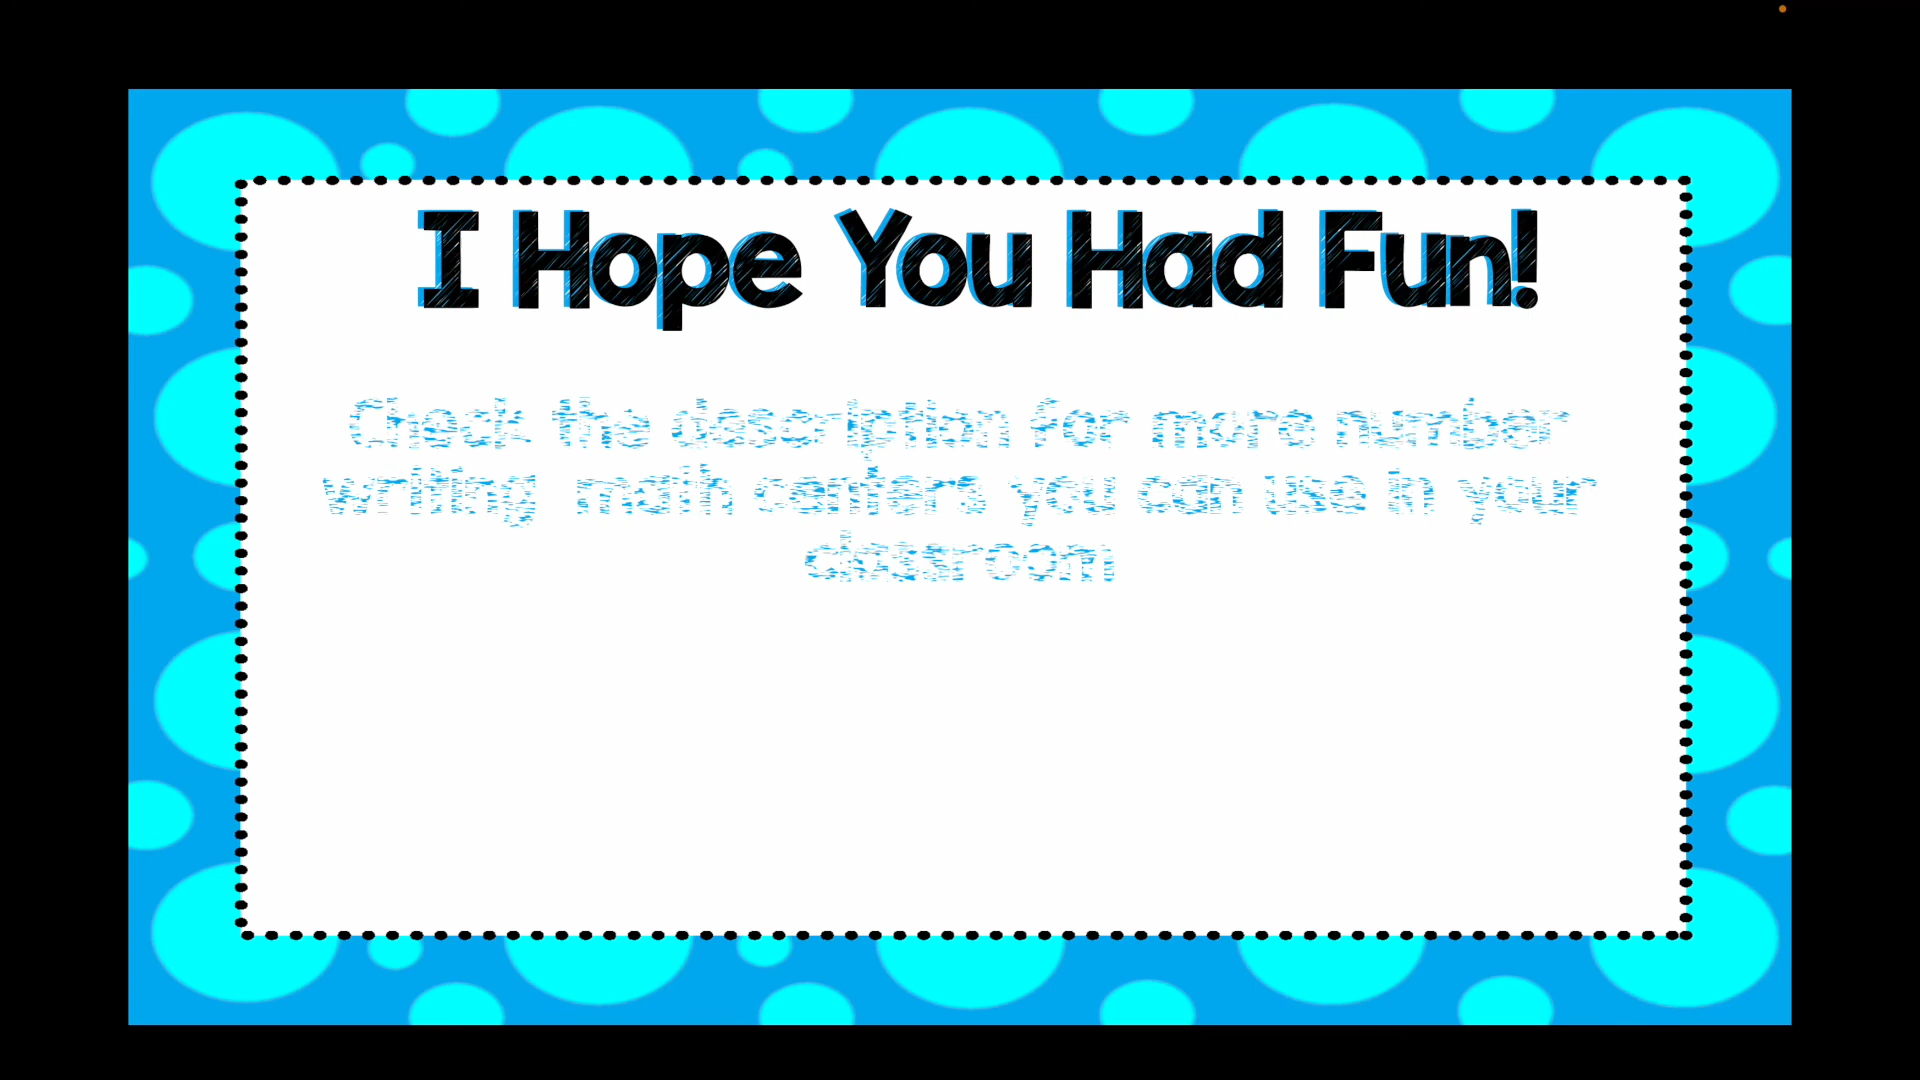 I Hope You Had Fun!
Check the description for more number
writing math centers you can use in your
classroom